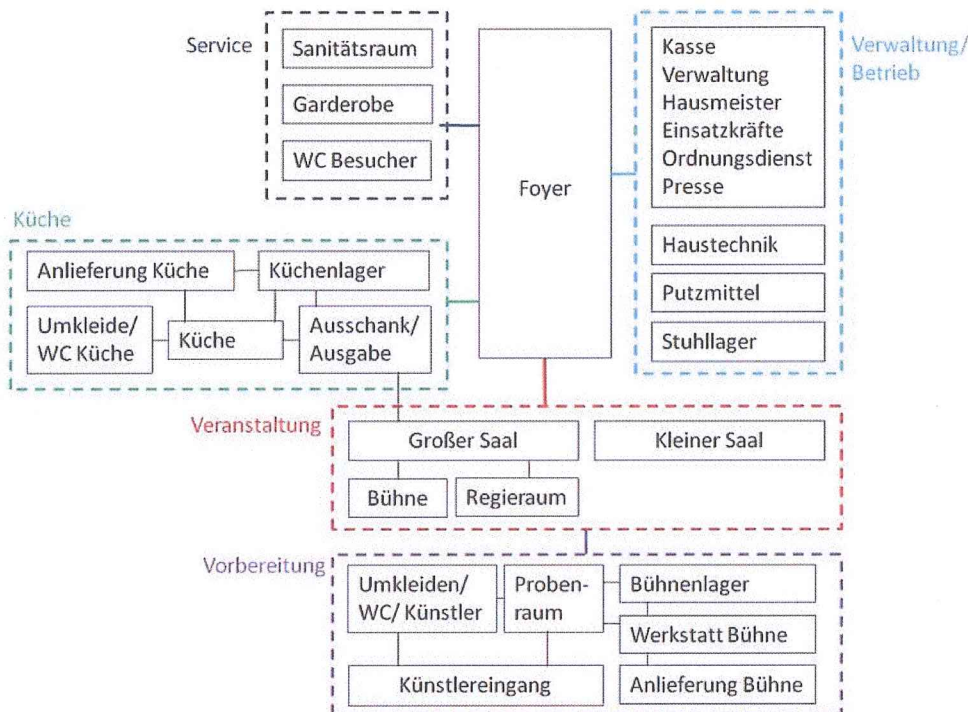 Service
Sanitätsraum
Garderobe
WC Besucher
Foyer
Verwaltung/
Betrieb
Kasse
Verwaltung
Hausmeister
Einsatzkräfte
Ordnungsdienst
Presse
Haustechnik
Putzmittel
Stuhllager
Küche
Anlieferung Küche
Küchenlager
Umkleide/
WC Küche
Küche
Ausschank/
Ausgabe
Veranstaltung
Großer Saal
Kleiner Saal
Bühne
Regieraum
Vorbereitung
Umkleiden/
WC/ Künstler
Proben-
raum
Bühnenlager
Werkstatt Bühne
Künstlereingang
Anlieferung Bühne